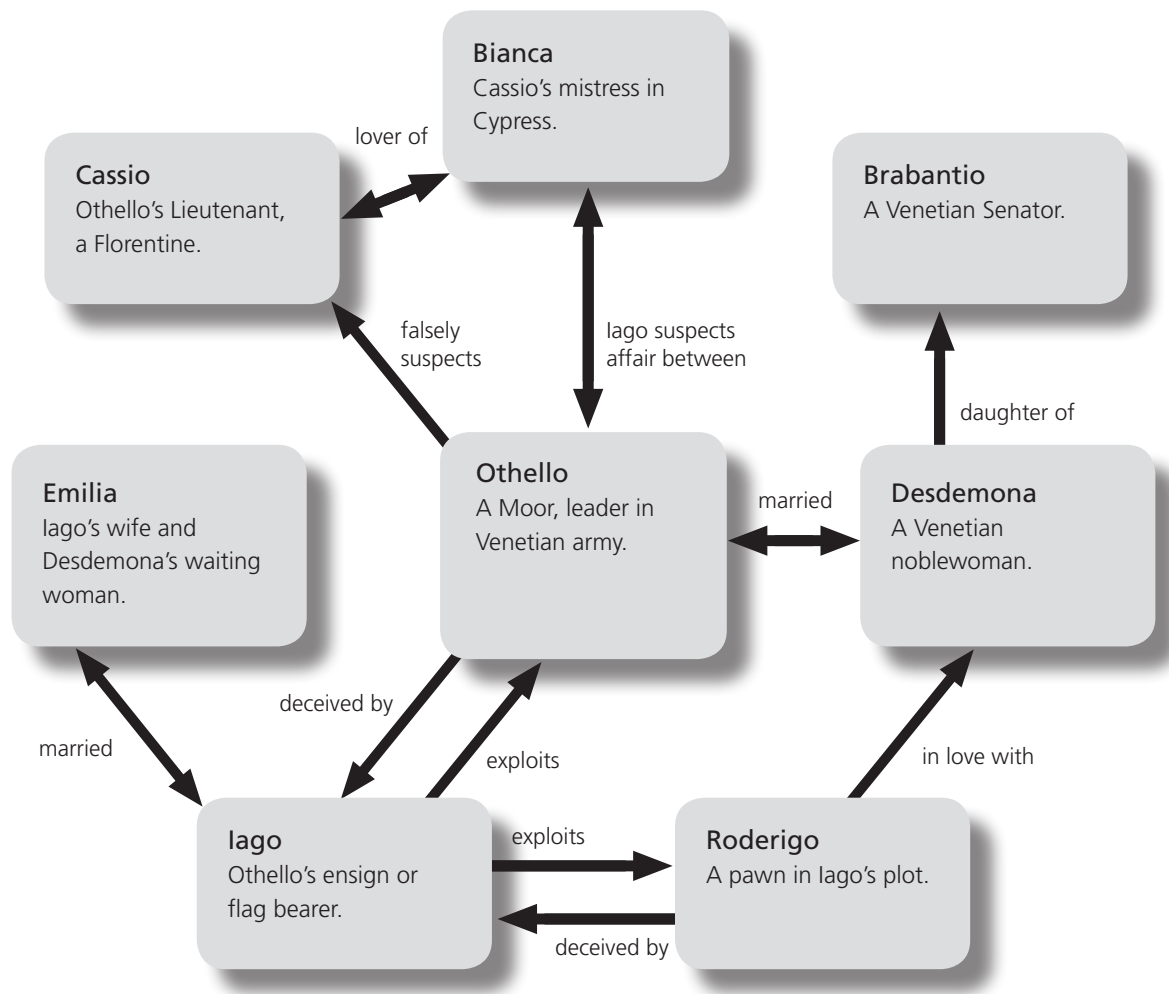 Bianca
Cassio’s mistress in
Cypress.
lover of
Cassio
Othello’s Lieutenant,
a Florentine.
Brabantio
A Venetian Senator.
falsely
suspects
Iago suspects
affair between
daughter of
Emilia
Iago’s wife and
Desdemona’s waiting
woman.
Othello
A Moor, leader in
Venetian army.
married
Desdemona
A Venetian
noblewoman.
deceived by
married
exploits
in love with
Iago
Othello’s ensign or
flag bearer.
exploits
deceived by
Roderigo
A pawn in Iago’s plot.